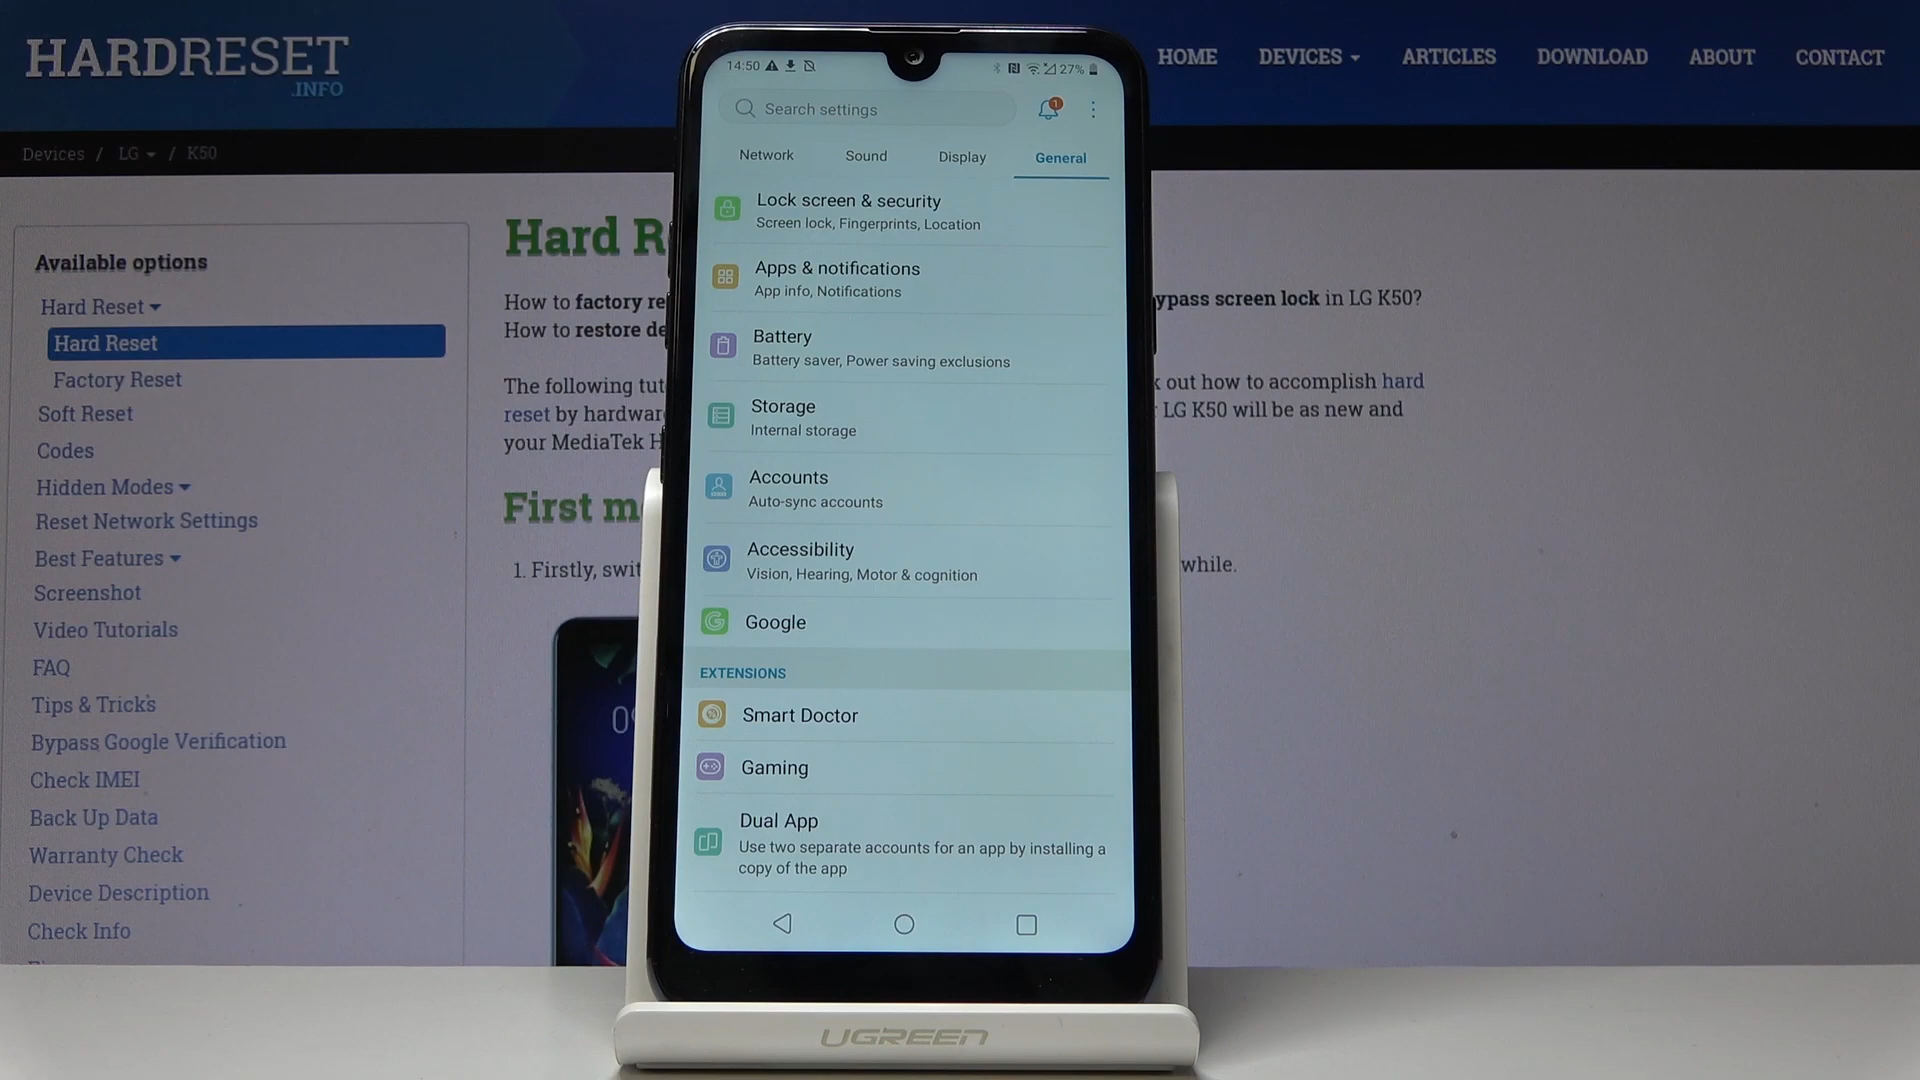 HARDRESET
.INFO
HOME DEVICES ARTICLES DOWNLOAD ABOUT CONTACT
Devices / LG / K50
Available options
Hard Reset
Hard Reset
Factory Reset
Soft Reset
Codes
Hidden Modes
Reset Network Settings
Best Features
Screenshot
Video Tutorials
FAQ
Tips & Tricks
Bypass Google Verification
Check IMEI
Back Up Data
Warranty Check
Device Description
Check Info
Hard R
How to factory re
ypass screen lock in LG K50?
How to restore de
The following tut
k out how to accomplish hard
reset by hardwar
LG K50 will be as new and
your MediaTek H
First m
1. Firstly, swit
while.
14:50 27%
Search settings
1
Network Sound Display General
Lock screen & security
Screen lock, Fingerprints, Location
Apps & notifications
App info, Notifications
Battery
Battery saver, Power saving exclusions
Storage
Internal storage
Accounts
Auto-sync accounts
Accessibility
Vision, Hearing, Motor & cognition
Google
EXTENSIONS
Smart Doctor
Gaming
Dual App
Use two separate accounts for an app by installing a
copy of the app
UGREEN